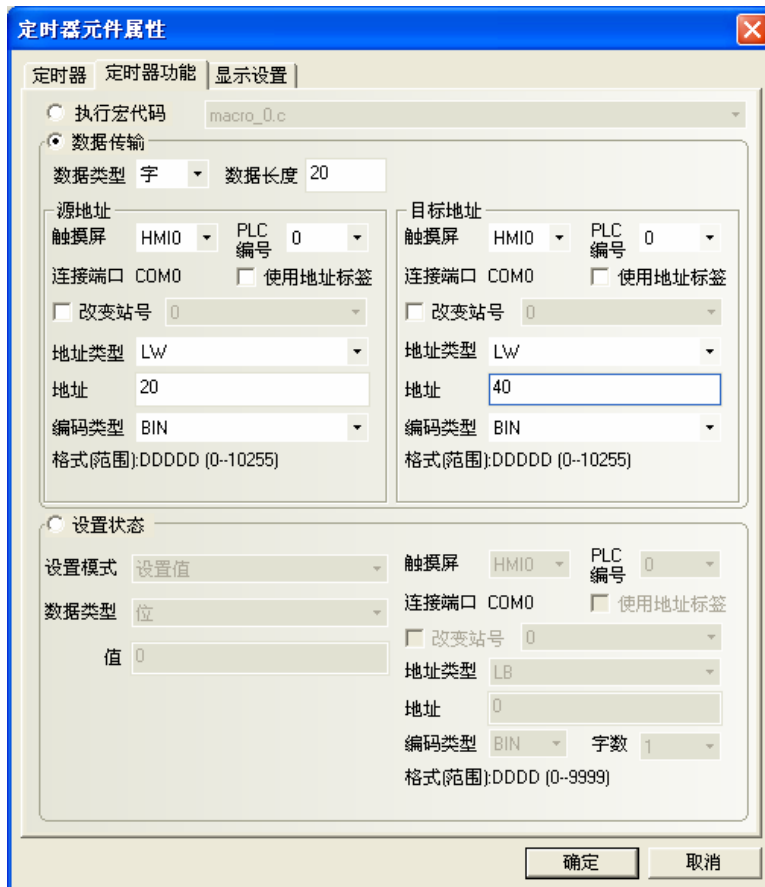 定时器元件属性
定时器 定时器功能 显示设置
执行宏代码 macro_0.c
数据传输
数据类型 字 数据长度 20
源地址
触摸屏 HMI0 PLC编号 0
连接端口 COM0 使用地址标签
改变站号 0
地址类型 LW
地址 20
编码类型 BIN
格式(范围):DDDDD (0--10255)
目标地址
触摸屏 HMI0 PLC编号 0
连接端口 COM0 使用地址标签
改变站号 0
地址类型 LW
地址 40
编码类型 BIN
格式(范围):DDDDD (0--10255)
设置状态
设置模式 设置值
数据类型 位
值 0
触摸屏 HMI0 PLC编号 0
连接端口 COM0 使用地址标签
改变站号 0
地址类型 LB
地址 0
编码类型 BIN 字数 1
格式(范围):DDDD (0--9999)
确定 取消